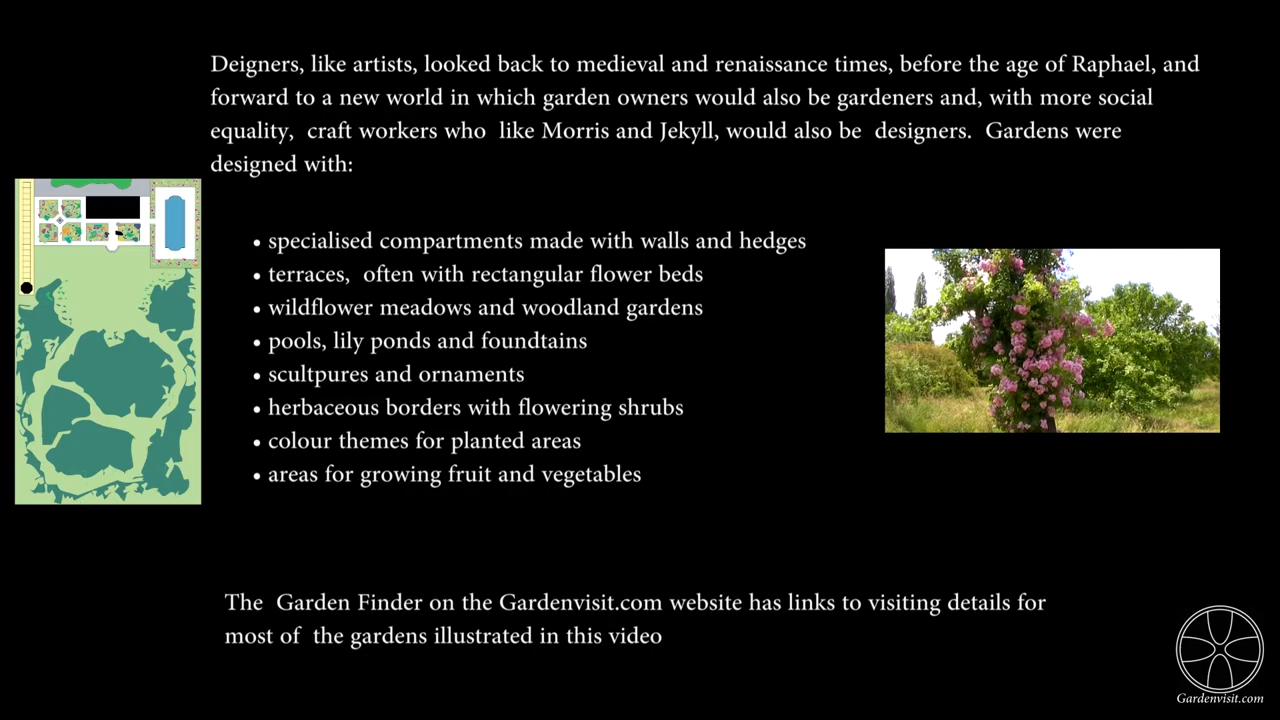 Deigners, like artists, looked back to medieval and renaissance times, before the age of Raphael, and
forward to a new world in which garden owners would also be gardeners and, with more social
equality,  craft workers who  like Morris and Jekyll, would also be  designers.  Gardens were
designed with:
• specialised compartments made with walls and hedges
• terraces,  often with rectangular flower beds
• wildflower meadows and woodland gardens
• pools, lily ponds and foundtains
• scultpures and ornaments
• herbaceous borders with flowering shrubs
• colour themes for planted areas
• areas for growing fruit and vegetables
The  Garden Finder on the Gardenvisit.com website has links to visiting details for
most of  the gardens illustrated in this video
Gardenvisit.com